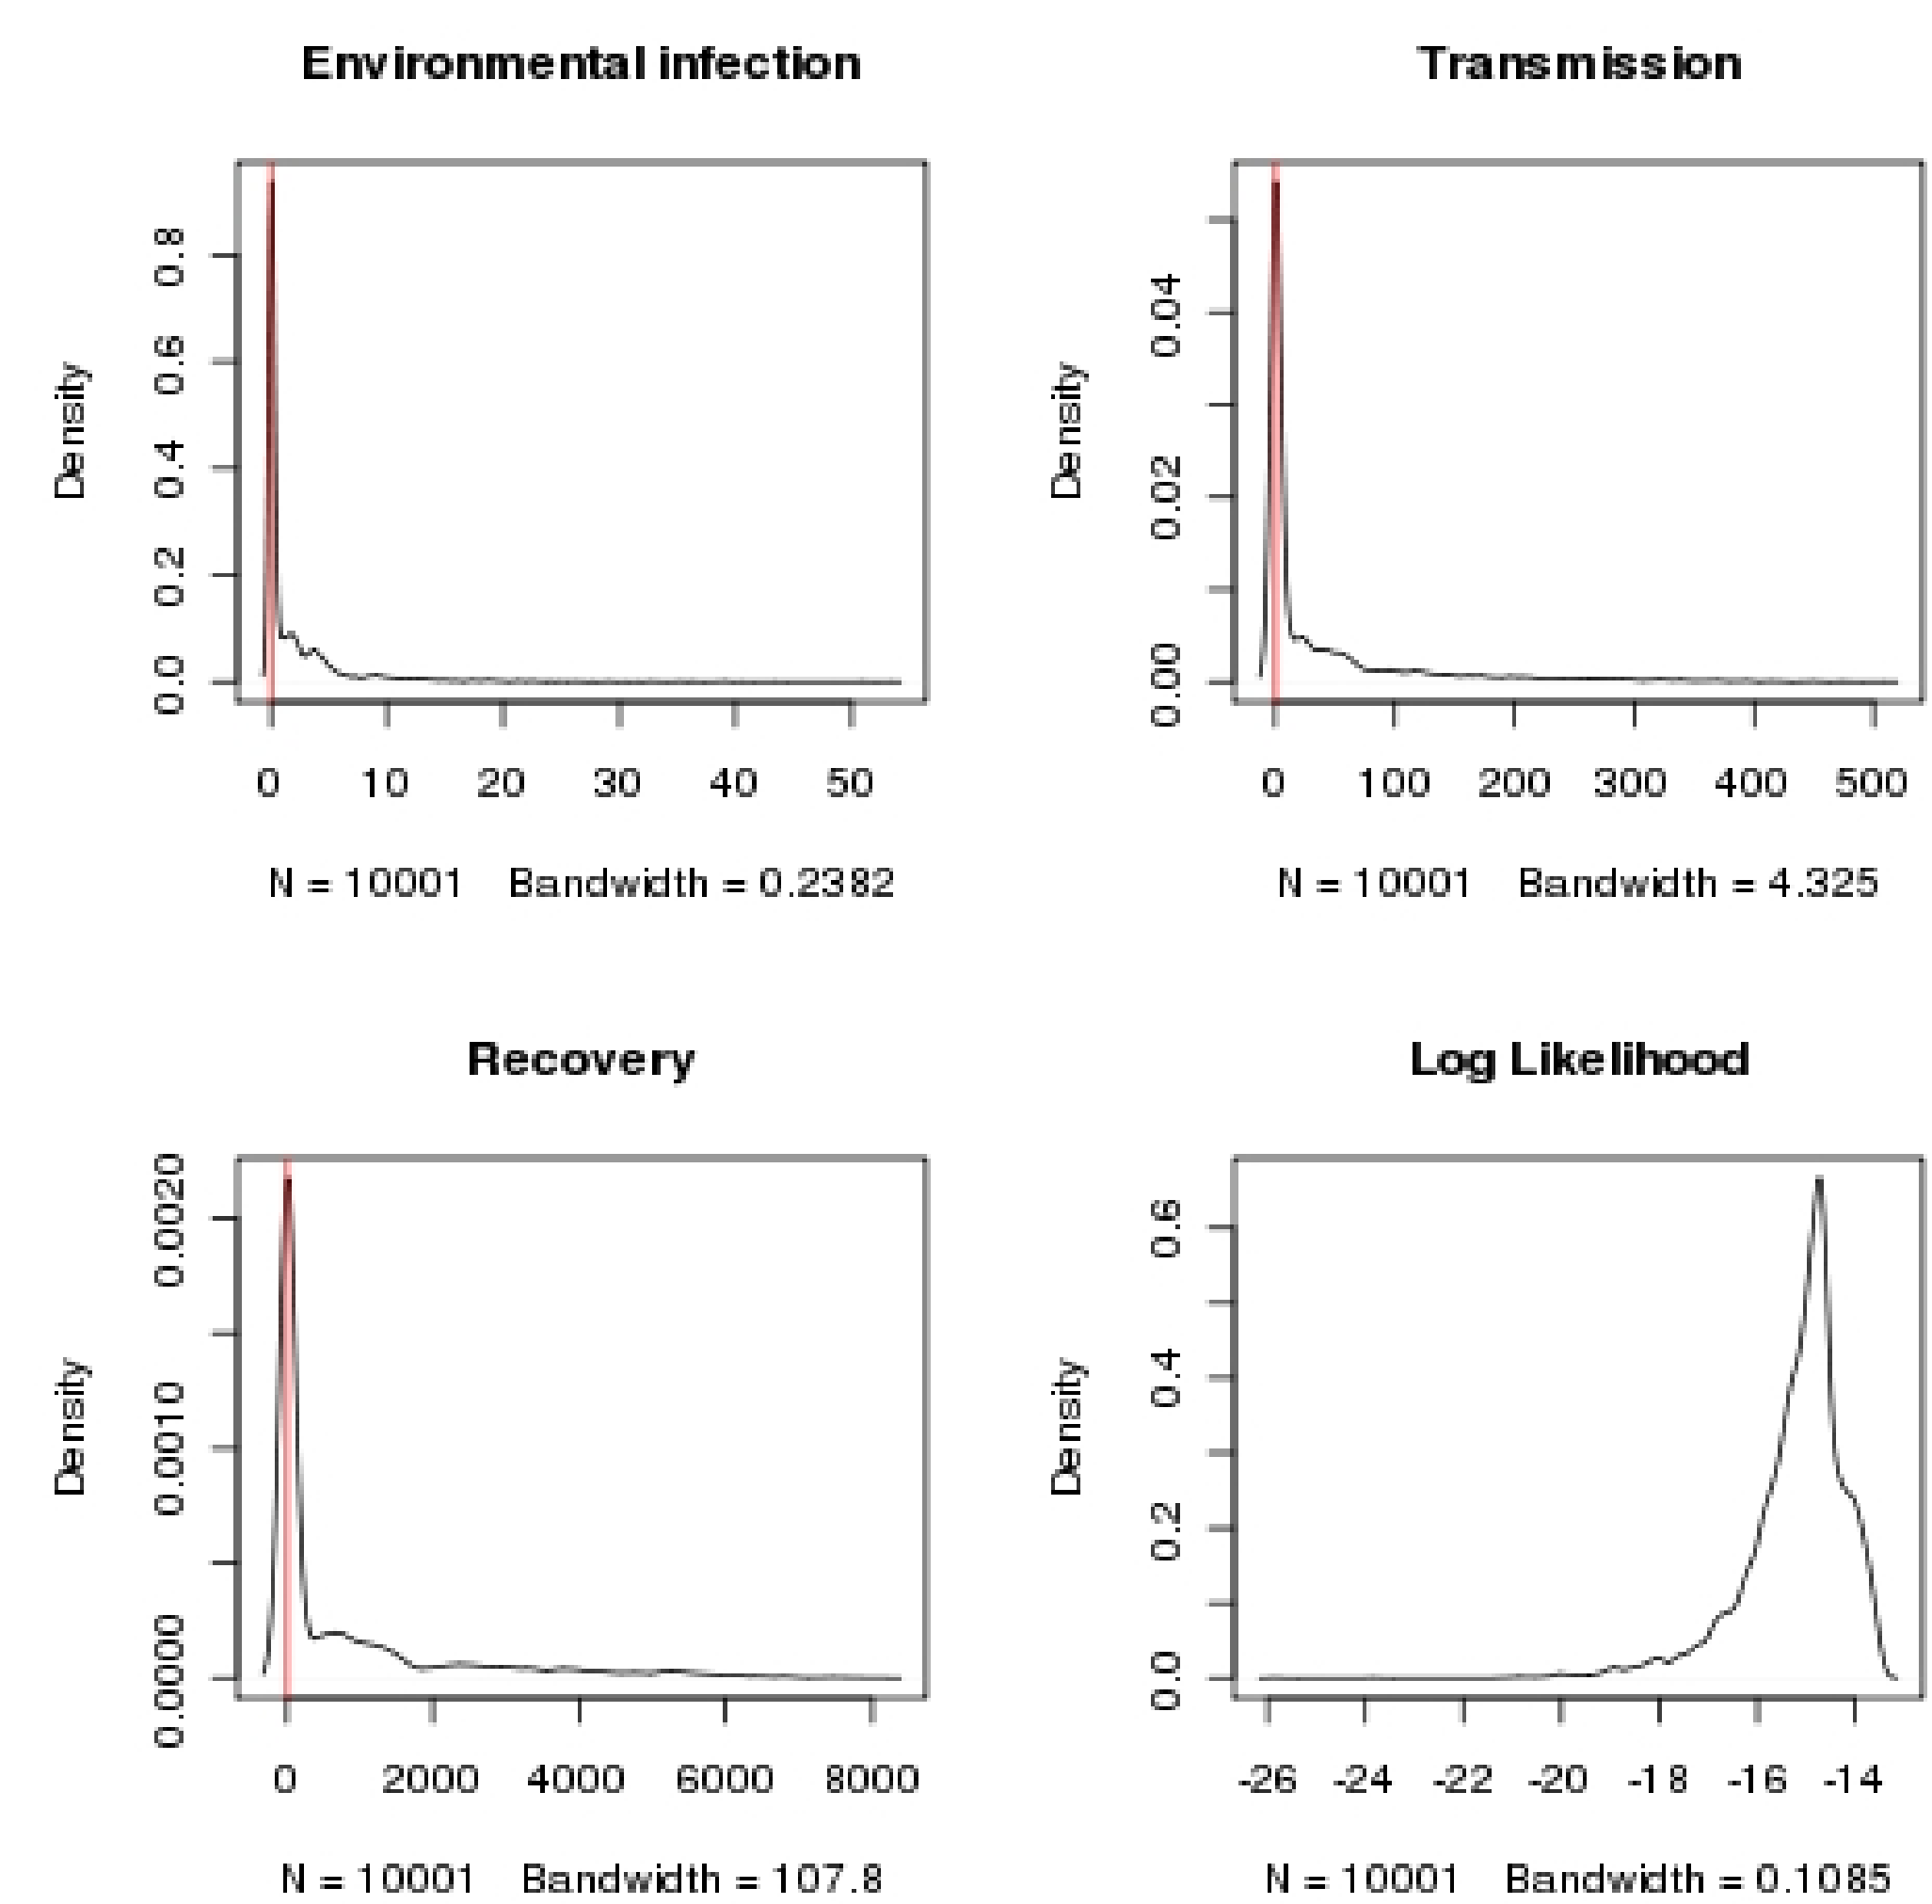 Environmental infection
Density
0.0 0.2 0.4 0.6 0.8
0 10 20 30 40 50
N = 10001 Bandwidth = 0.2382
Transmission
Density
0.00 0.02 0.04
0 100 200 300 400 500
N = 10001 Bandwidth = 4.325
Recovery
Density
0.0000 0.0010 0.0020
0 2000 4000 6000 8000
N = 10001 Bandwidth = 107.8
Log Likelihood
Density
0.0 0.2 0.4 0.6
-26 -24 -22 -20 -18 -16 -14
N = 10001 Bandwidth = 0.1085